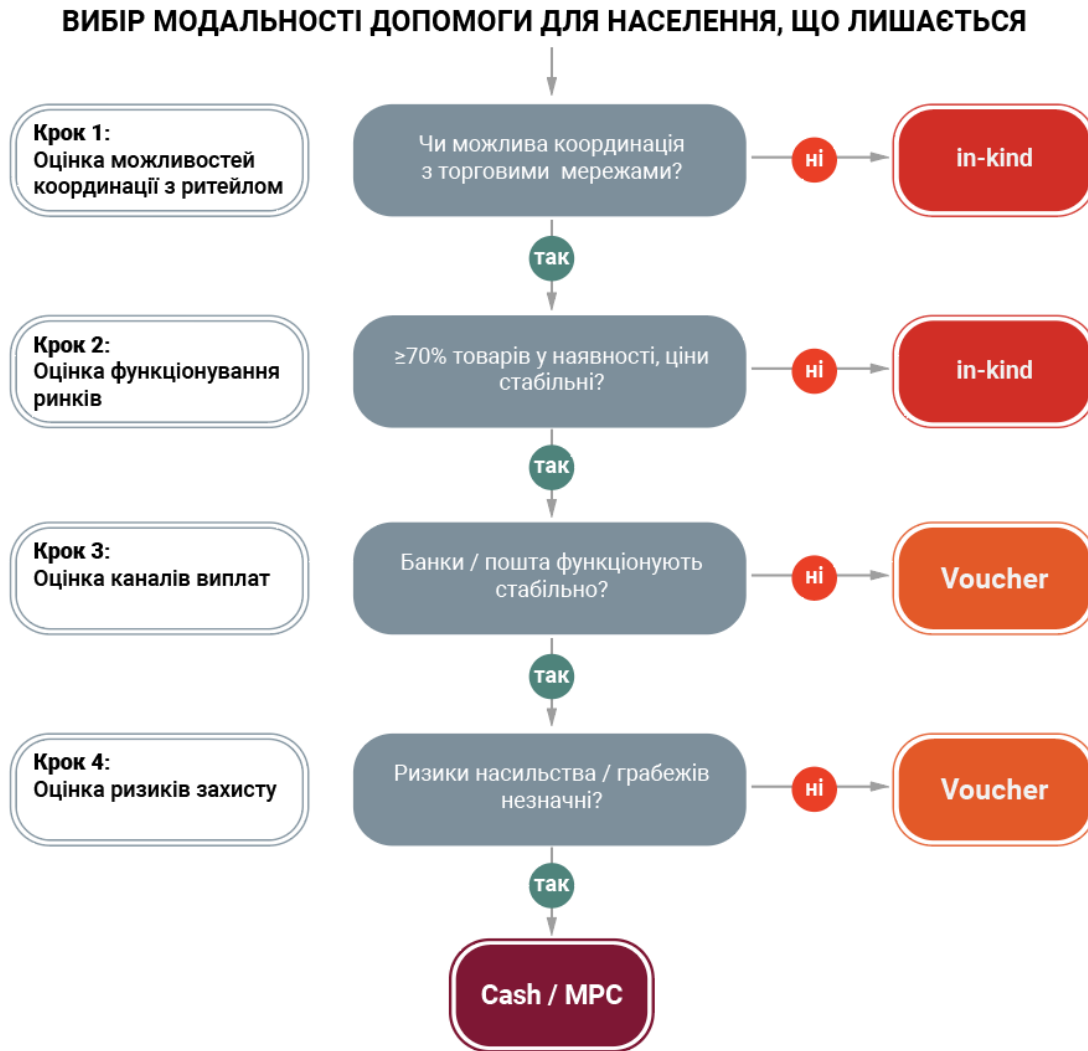 ВИБІР МОДАЛЬНОСТІ ДОПОМОГИ ДЛЯ НАСЕЛЕННЯ, ЩО ЛИШАЄТЬСЯ
Крок 1:
Оцінка можливостей
координації з ритейлом
Чи можлива координація
з торговими мережами?
ні
in-kind
так
Крок 2:
Оцінка функціонування
ринків
≥70% товарів у наявності, ціни
стабільні?
ні
in-kind
так
Крок 3:
Оцінка каналів виплат
Банки / пошта функціонують
стабільно?
ні
Voucher
так
Крок 4:
Оцінка ризиків захисту
Ризики насильства / грабежів
незначні?
ні
Voucher
так
Cash / MPC